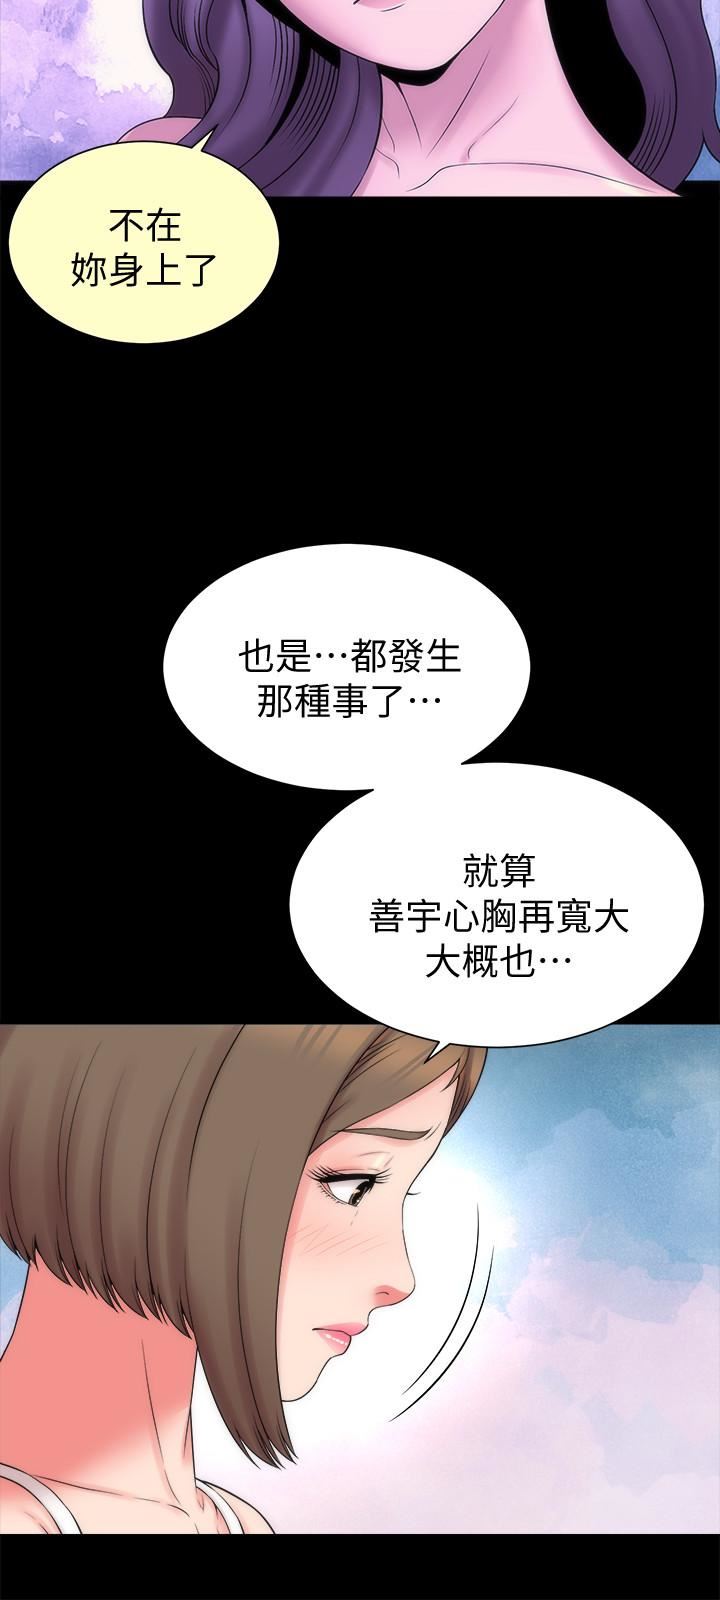 不在
妳身上了
也是…都發生
那種事了…
就算
善宇心胸再寬大
大概也…